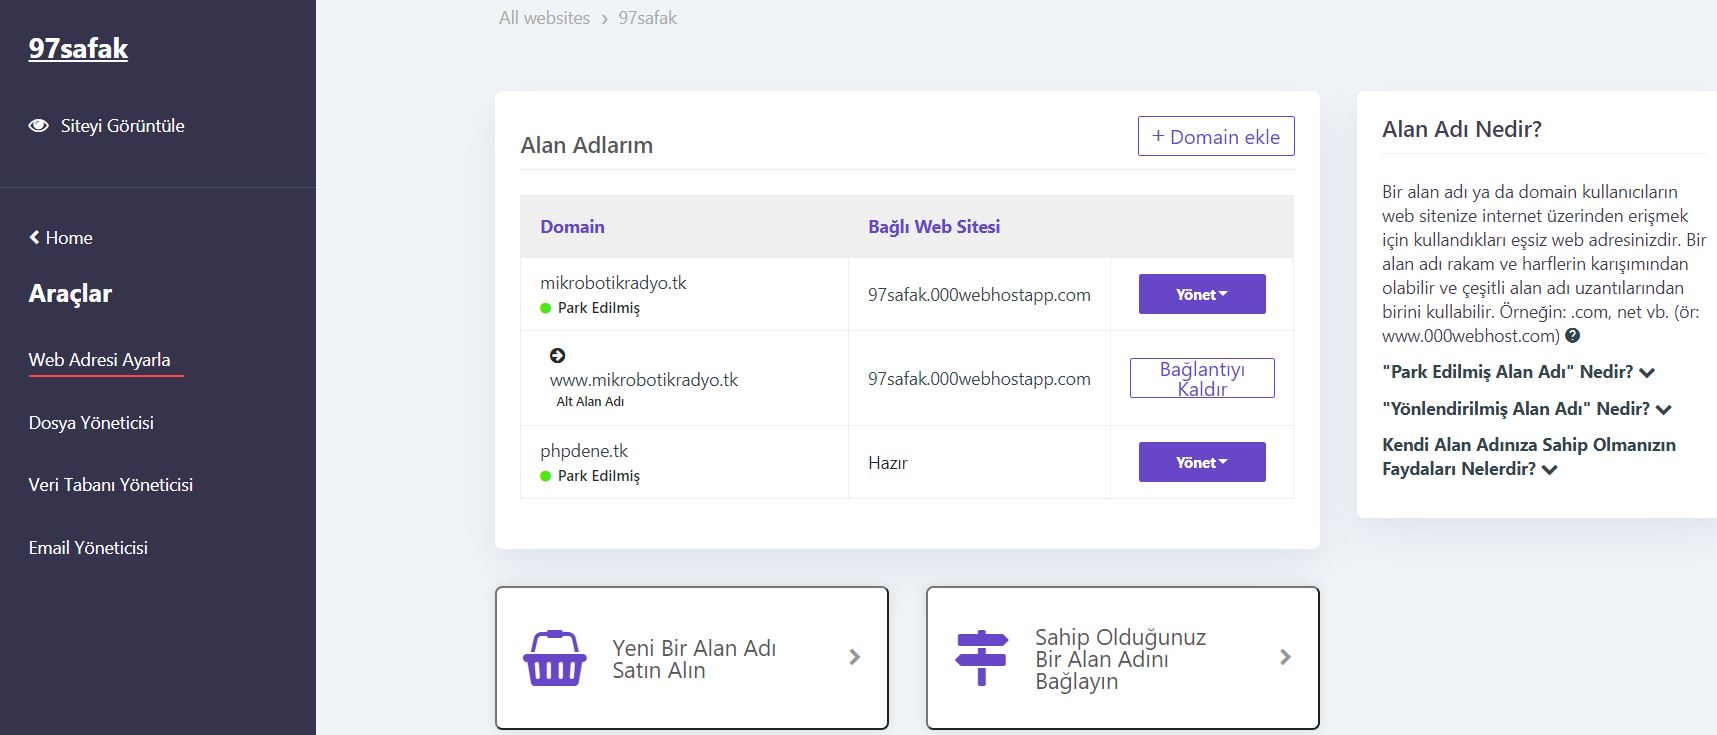 97safak
Siteyi Görüntüle
Home
Araçlar
Web Adresi Ayarla
Dosya Yöneticisi
Veri Tabanı Yöneticisi
Email Yöneticisi
All websites › 97safak
Alan Adlarım
+ Domain ekle
Domain
Bağlı Web Sitesi
mikrobotikradyo.tk
Park Edilmiş
97safak.000webhostapp.com
Yönet
www.mikrobotikradyo.tk
Alt Alan Adı
97safak.000webhostapp.com
Bağlantıyı
Kaldır
phpdene.tk
Park Edilmiş
Hazır
Yönet
Yeni Bir Alan Adı
Satın Alın
Sahip Olduğunuz
Bir Alan Adını
Bağlayın
Alan Adı Nedir?
Bir alan adı ya da domain kullanıcıların
web sitenize internet üzerinden erişmek
için kullandıkları eşsiz web adresinizdir. Bir
alan adı rakam ve harflerin karışımından
olabilir ve çeşitli alan adı uzantılarından
birini kullabilir. Örneğin: .com, net vb. (ör:
www.000webhost.com)
"Park Edilmiş Alan Adı" Nedir?
"Yönlendirilmiş Alan Adı" Nedir?
Kendi Alan Adınıza Sahip Olmanızın
Faydaları Nelerdir?